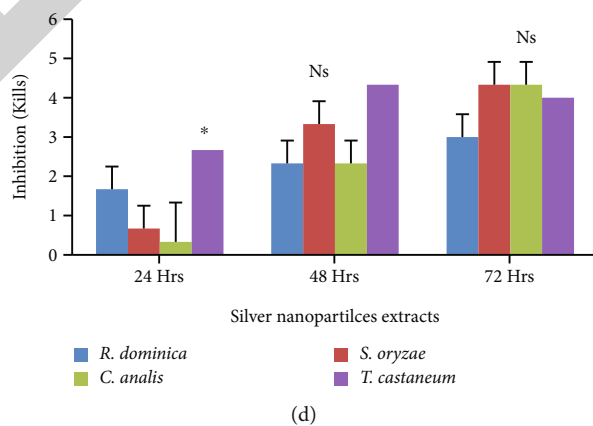 6
5
4
3
2
1
0
Inhibition (Kills)
*
Ns
Ns
24 Hrs 48 Hrs 72 Hrs
Silver nanopartilces extracts
R. dominica S. oryzae
C. analis T. castaneum
(d)